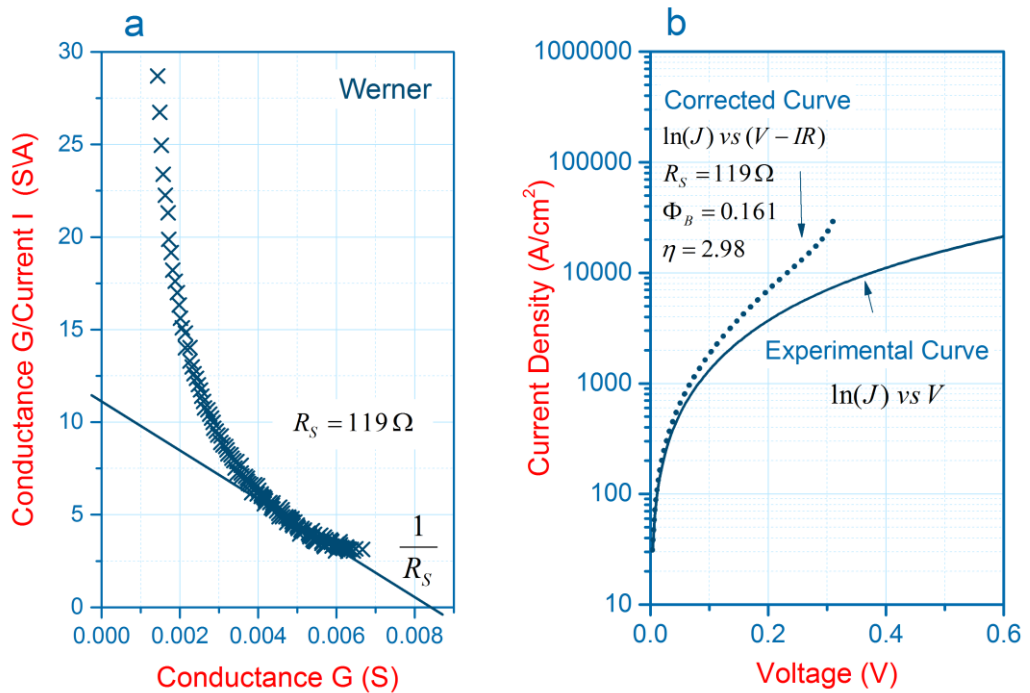 a
30
25
20
15
10
5
0
Conductance G/Current I (S\A)
Werner
R_S = 119 Ω
1/R_S
0.000 0.002 0.004 0.006 0.008
Conductance G (S)
b
1000000
100000
10000
1000
100
10
Current Density (A/cm²)
Corrected Curve
ln(J) vs (V − IR)
R_S = 119 Ω
Φ_B = 0.161
η = 2.98
Experimental Curve
ln(J) vs V
0.0 0.2 0.4 0.6
Voltage (V)